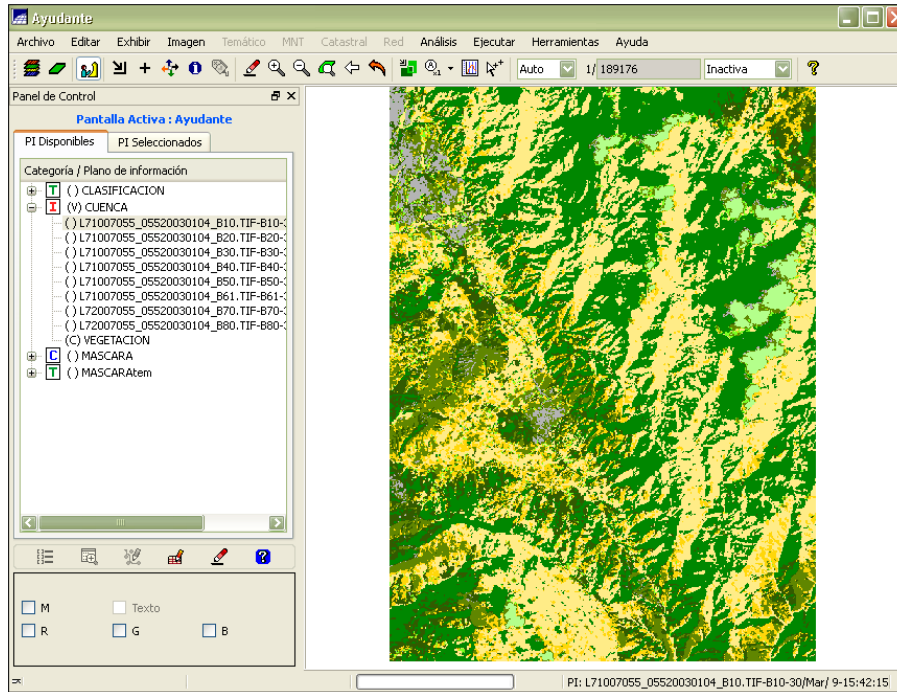 Ayudante
Archivo Editar Exhibir Imagen Temático MNT Catastral Red Análisis Ejecutar Herramientas Ayuda
Auto 1/ 189176 Inactiva
Panel de Control
Pantalla Activa : Ayudante
PI Disponibles PI Seleccionados
Categoría / Plano de información
T () CLASIFICACION
I (V) CUENCA
() L71007055_05520030104_B10.TIF-B10-3
() L71007055_05520030104_B20.TIF-B20-3
() L71007055_05520030104_B30.TIF-B30-3
() L71007055_05520030104_B40.TIF-B40-3
() L71007055_05520030104_B50.TIF-B50-3
() L71007055_05520030104_B61.TIF-B61-3
() L72007055_05520030104_B70.TIF-B70-3
() L72007055_05520030104_B80.TIF-B80-3
(C) VEGETACION
C () MASCARA
T () MASCARAtem
M Texto
R G B
PI: L71007055_05520030104_B10.TIF-B10-30/Mar/ 9-15:42:15